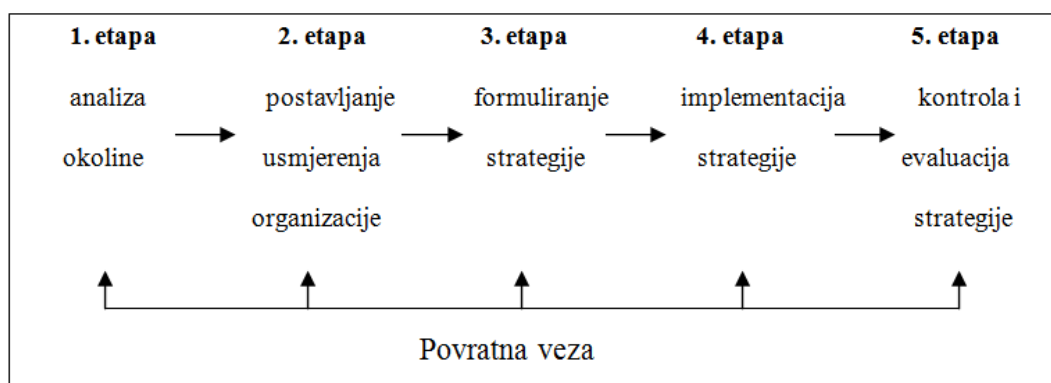 1. etapa 2. etapa 3. etapa 4. etapa 5. etapa
analiza postavljanje formuliranje implementacija kontrola i
okoline usmjerenja strategije strategije evaluacija
organizacije strategije
Povratna veza